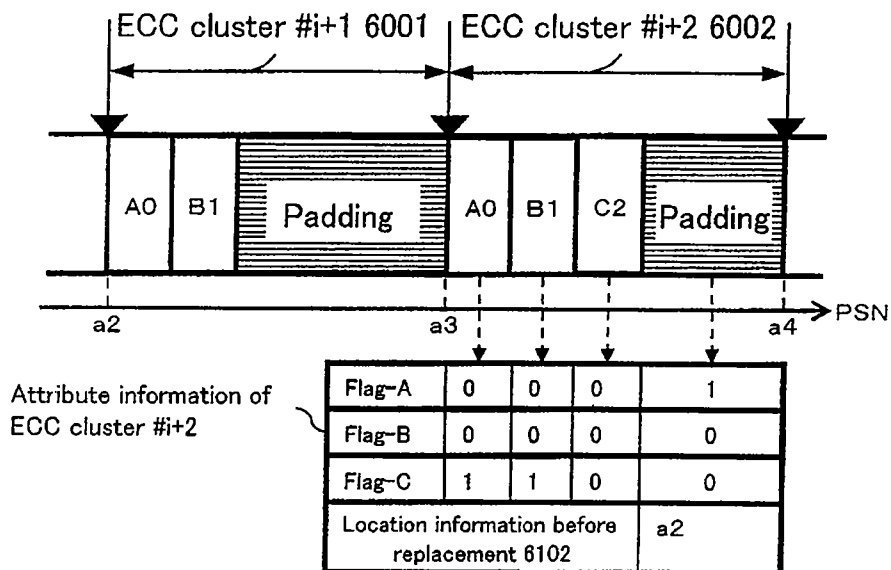 ECC cluster #i+1 6001 ECC cluster #i+2 6002
A0 B1 Padding A0 B1 C2 Padding
a2 a3 a4 PSN
Attribute information of
ECC cluster #i+2
Flag-A 0 0 0 1
Flag-B 0 0 0 0
Flag-C 1 1 0 0
Location information before
replacement 6102
a2